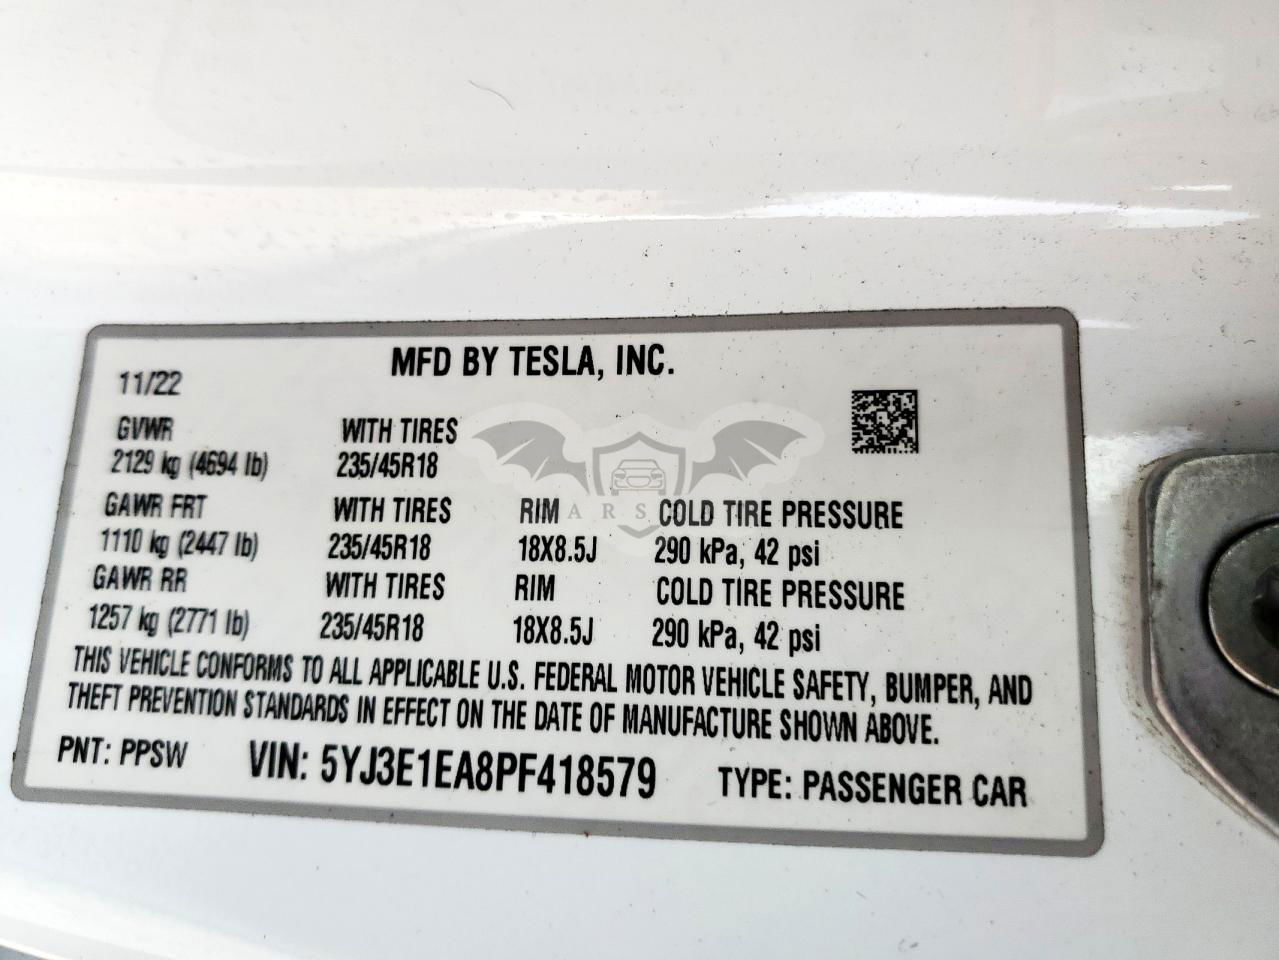 MFD BY TESLA, INC.
11/22
GVWR WITH TIRES
2129 kg (4694 lb) 235/45R18
GAWR FRT WITH TIRES RIM COLD TIRE PRESSURE
1110 kg (2447 lb) 235/45R18 18X8.5J 290 kPa, 42 psi
GAWR RR WITH TIRES RIM COLD TIRE PRESSURE
1257 kg (2771 lb) 235/45R18 18X8.5J 290 kPa, 42 psi
THIS VEHICLE CONFORMS TO ALL APPLICABLE U.S. FEDERAL MOTOR VEHICLE SAFETY, BUMPER, AND
THEFT PREVENTION STANDARDS IN EFFECT ON THE DATE OF MANUFACTURE SHOWN ABOVE.
PNT: PPSW VIN: 5YJ3E1EA8PF418579 TYPE: PASSENGER CAR